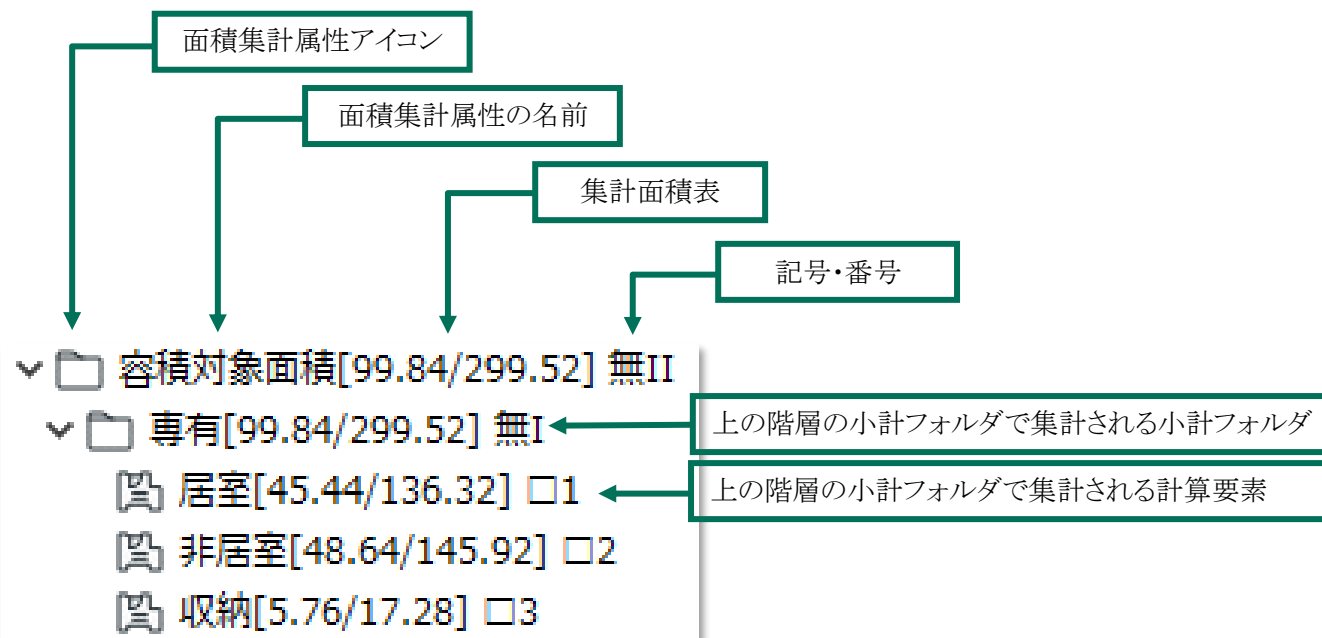 面積集計属性アイコン
面積集計属性の名前
集計面積表
記号・番号
容積対象面積[99.84/299.52] 無II
専有[99.84/299.52] 無I
上の階層の小計フォルダで集計される小計フォルダ
居室[45.44/136.32] □1
上の階層の小計フォルダで集計される計算要素
非居室[48.64/145.92] □2
収納[5.76/17.28] □3